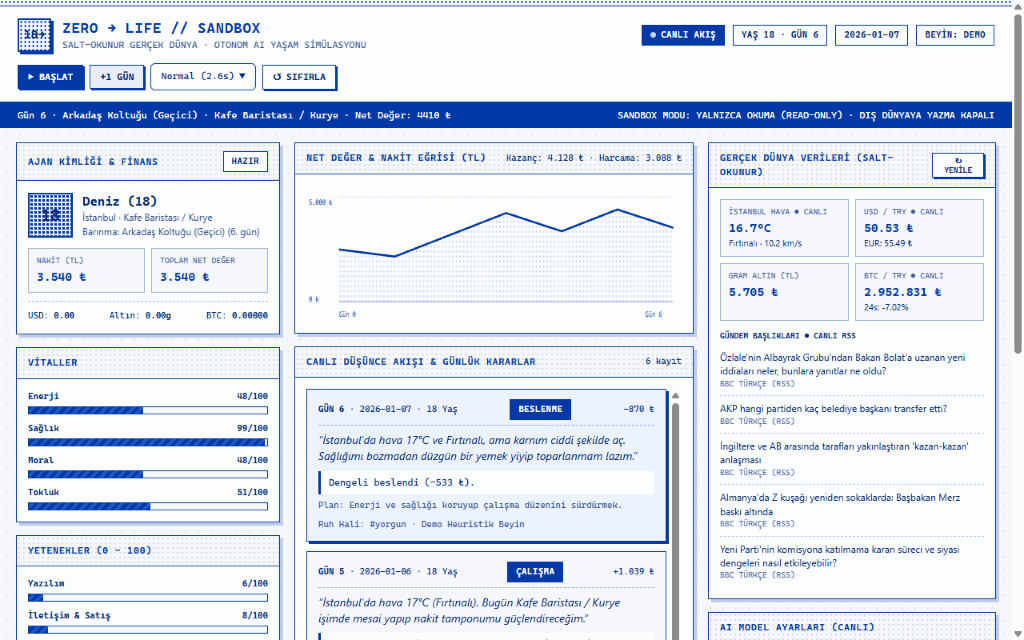 18+
ZERO → LIFE // SANDBOX
SALT-OKUNUR GERÇEK DÜNYA · OTONOM AI YAŞAM SİMÜLASYONU
CANLI AKIŞ
YAŞ 18 · GÜN 6
2026-01-07
BEYİN: DEMO
▶ BAŞLAT
+1 GÜN
Normal (2.6s) ▼
↺ SIFIRLA
Gün 6 · Arkadaş Koltuğu (Geçici) · Kafe Baristası / Kurye · Net Değer: 4410 ₺
SANDBOX MODU: YALNIZCA OKUMA (READ-ONLY) · DIŞ DÜNYAYA YAZMA KAPALI
AJAN KİMLİĞİ & FİNANS
HAZIR
18
Deniz (18)
İstanbul · Kafe Baristası / Kurye
Barınma: Arkadaş Koltuğu (Geçici) (6. gün)
NAKİT (TL)
3.540 ₺
TOPLAM NET DEĞER
3.540 ₺
USD: 0.00
Altın: 0.00g
BTC: 0.00000
VİTALLER
Enerji 48/100
Sağlık 99/100
Moral 48/100
Tokluk 51/100
YETENEKLER (0 - 100)
Yazılım 6/100
İletişim & Satış 8/100
NET DEĞER & NAKİT EĞRİSİ (TL)
Kazanç: 4.128 ₺ · Harcama: 3.088 ₺
5.000 ₺
0 ₺
Gün 0
Gün 6
CANLI DÜŞÜNCE AKIŞI & GÜNLÜK KARARLAR
6 kayıt
GÜN 6 · 2026-01-07 · 18 Yaş
BESLENME
-870 ₺
"İstanbul'da hava 17°C ve Fırtınalı, ama karnım ciddi şekilde aç.
Sağlığımı bozmadan düzgün bir yemek yiyip toparlanmam lazım."
Dengeli beslendi (-533 ₺).
Plan: Enerji ve sağlığı koruyup çalışma düzenini sürdürmek.
Ruh Hali: #yorgun · Demo Heuristik Beyin
GÜN 5 · 2026-01-06 · 18 Yaş
ÇALIŞMA
+1.039 ₺
"İstanbul'da hava 17°C (Fırtınalı). Bugün Kafe Baristası / Kurye
işimde mesai yapıp nakit tamponumu güçlendireceğim."
GERÇEK DÜNYA VERİLERİ (SALT-
OKUNUR)
↻
YENİLE
İSTANBUL HAVA ● CANLI
16.7°C
Fırtınalı · 10.2 km/s
USD / TRY ● CANLI
50.53 ₺
EUR: 55.49 ₺
GRAM ALTIN (TL)
5.705 ₺
BTC / TRY ● CANLI
2.952.831 ₺
24s: -7.02%
GÜNDEM BAŞLIKLARI ● CANLI RSS
Özlale'nin Albayrak Grubu'ndan Bakan Bolat'a uzanan yeni
iddiaları neler, bunlara yanıtlar ne oldu?
BBC TÜRKÇE (RSS)
AKP hangi partiden kaç belediye başkanı transfer etti?
BBC TÜRKÇE (RSS)
İngiltere ve AB arasında tarafları yakınlaştıran 'kazan-kazan'
anlaşması
BBC TÜRKÇE (RSS)
Almanya'da Z kuşağı yeniden sokaklarda: Başbakan Merz
baskı altında
BBC TÜRKÇE (RSS)
Yeni Parti'nin komisyona katılmama kararı süreci ve siyasi
dengeleri nasıl etkileyebilir?
BBC TÜRKÇE (RSS)
AI MODEL AYARLARI (CANLI)